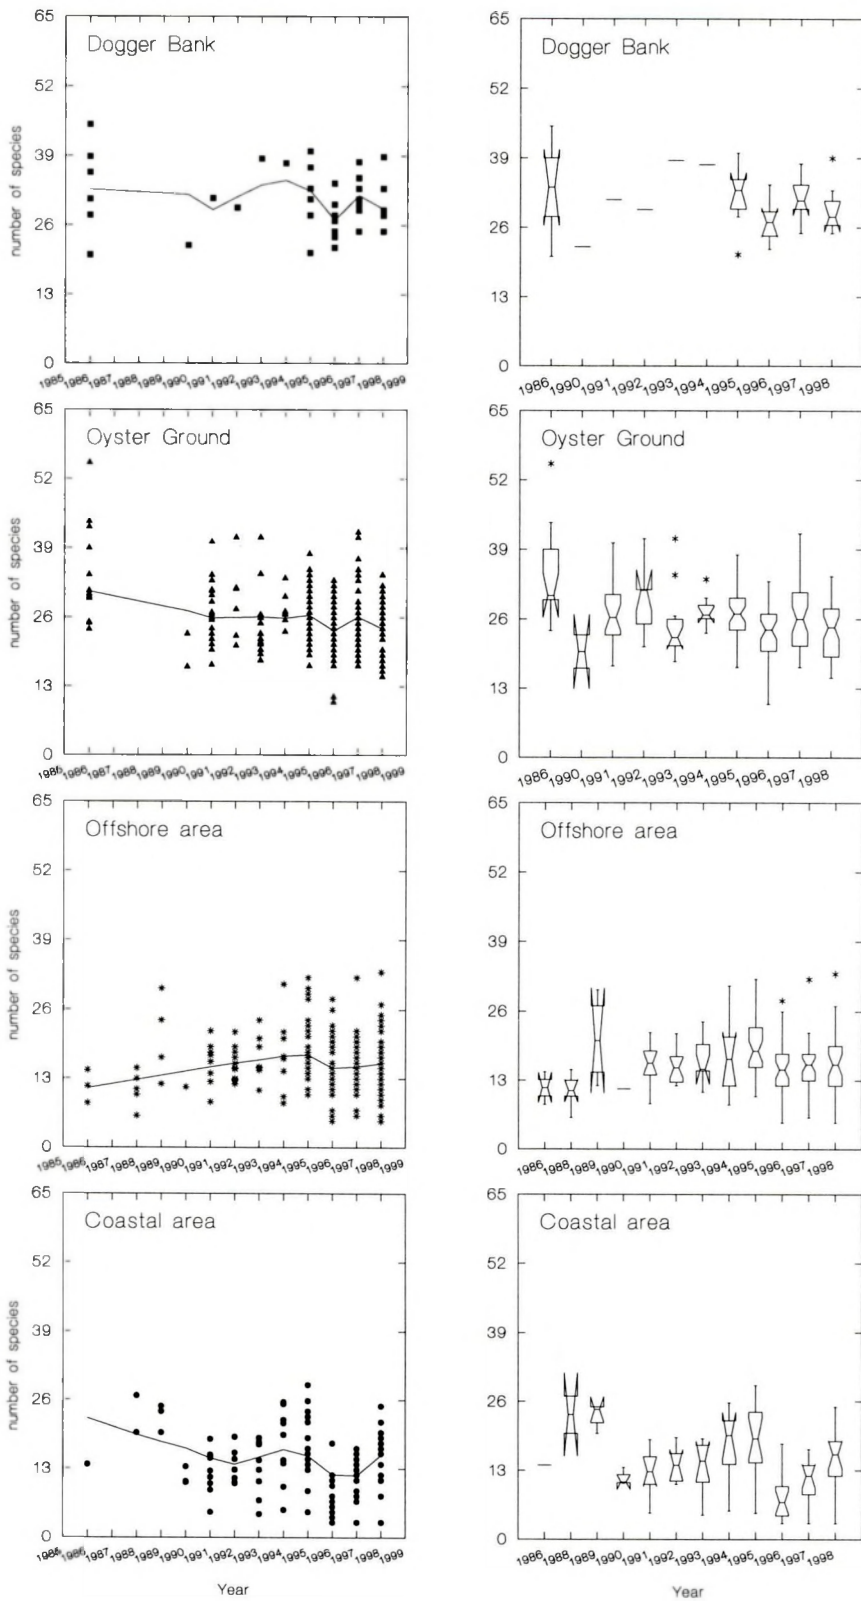 Dogger Bank
number of species
65
52
39
26
13
0
1985 1986 1987 1988 1989 1990 1991 1992 1993 1994 1995 1996 1997 1998 1999
Dogger Bank
65
52
39
26
13
0
1986 1990 1991 1992 1993 1994 1995 1996 1997 1998
Oyster Ground
number of species
65
52
39
26
13
0
1985 1986 1987 1988 1989 1990 1991 1992 1993 1994 1995 1996 1997 1998 1999
Oyster Ground
65
52
39
26
13
0
1986 1990 1991 1992 1993 1994 1995 1996 1997 1998
Offshore area
number of species
65
52
39
26
13
0
1985 1986 1987 1988 1989 1990 1991 1992 1993 1994 1995 1996 1997 1998 1999
Offshore area
65
52
39
26
13
0
1986 1988 1989 1990 1991 1992 1993 1994 1995 1996 1997 1998
Coastal area
number of species
65
52
39
26
13
0
1985 1986 1987 1988 1989 1990 1991 1992 1993 1994 1995 1996 1997 1998 1999
Year
Coastal area
65
52
39
26
13
0
1986 1988 1989 1990 1991 1992 1993 1994 1995 1996 1997 1998
Year